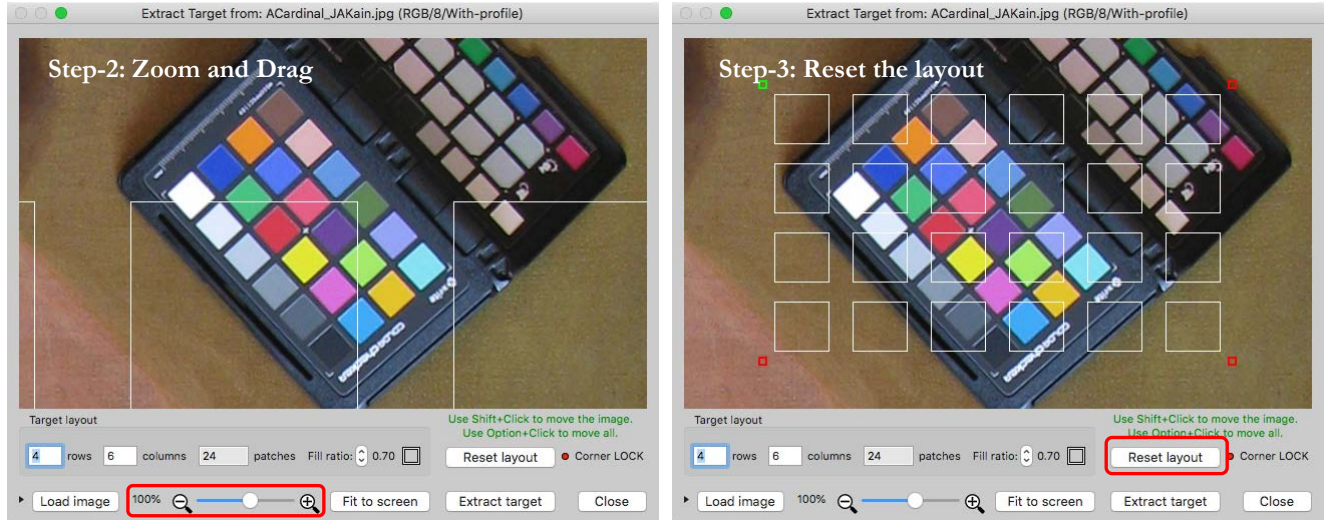 Extract Target from: ACardinal_JAKain.jpg (RGB/8/With-profile)
Step-2: Zoom and Drag
Target layout
Use Shift+Click to move the image.
Use Option+Click to move all.
4 rows 6 columns 24 patches Fill ratio: 0.70
Reset layout Corner LOCK
Load image 100% Fit to screen Extract target Close
Extract Target from: ACardinal_JAKain.jpg (RGB/8/With-profile)
Step-3: Reset the layout
Target layout
Use Shift+Click to move the image.
Use Option+Click to move all.
4 rows 6 columns 24 patches Fill ratio: 0.70
Reset layout Corner LOCK
Load image 100% Fit to screen Extract target Close